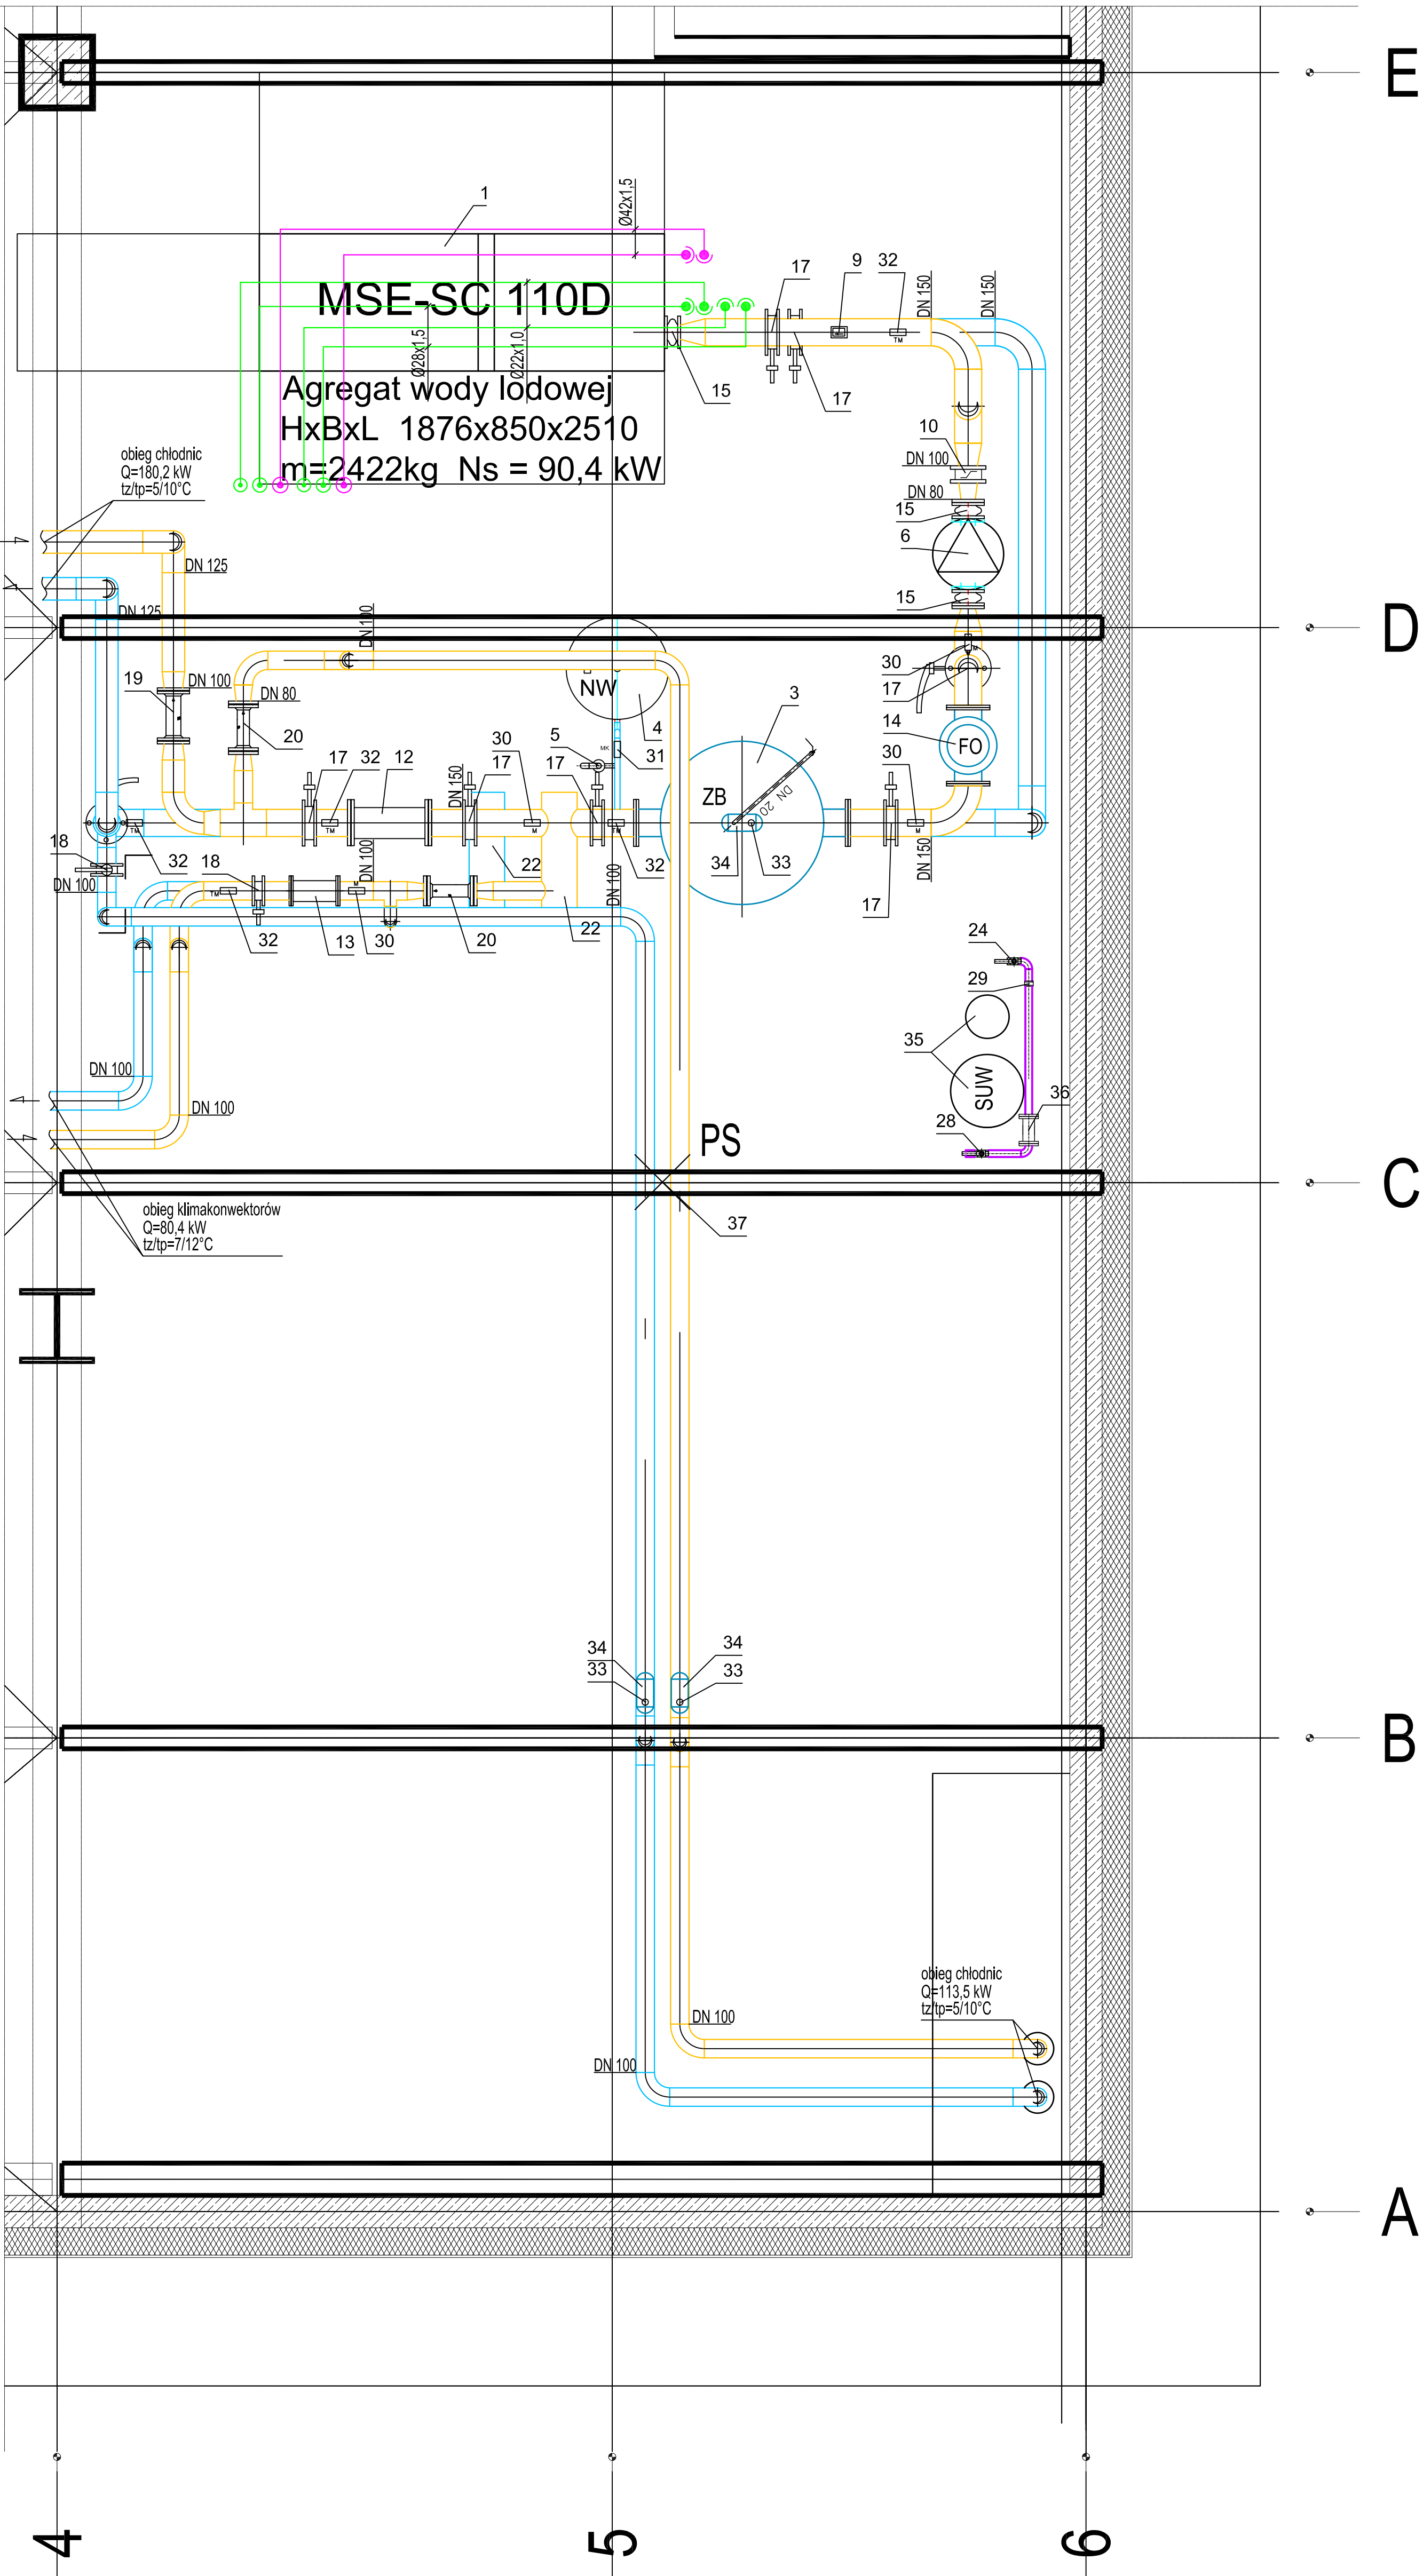 E
1
Ø42x1,5
MSE-SC 110D
17
9
32
DN 150
DN 150
TM
Ø28x1,5
Ø22x1,0
15
17
Agregat wody lodowej
HxBxL 1876x850x2510
m=2422kg Ns = 90,4 kW
10
DN 100
DN 80
15
6
15
obieg chłodnic
Q=180,2 kW
tz/tp=5/10°C
DN 125
DN 125
DN 100
D
19
DN 100
DN 80
20
NW
4
3
M
30
17
14
FO
30
5
MK
31
17
32
12
DN 150
30
17
17
ZB
DN 20
TM
TM
M
TM
M
18
32
18
DN 100
DN 100
22
32
34
33
DN 150
17
TM
M
DN 100
32
13
30
20
22
24
29
35
SUW
36
28
DN 100
DN 100
PS
C
37
obieg klimakonwektorów
Q=80,4 kW
tz/tp=7/12°C
34
33
34
33
B
obieg chłodnic
Q=113,5 kW
tz/tp=5/10°C
DN 100
DN 100
A
4
5
6